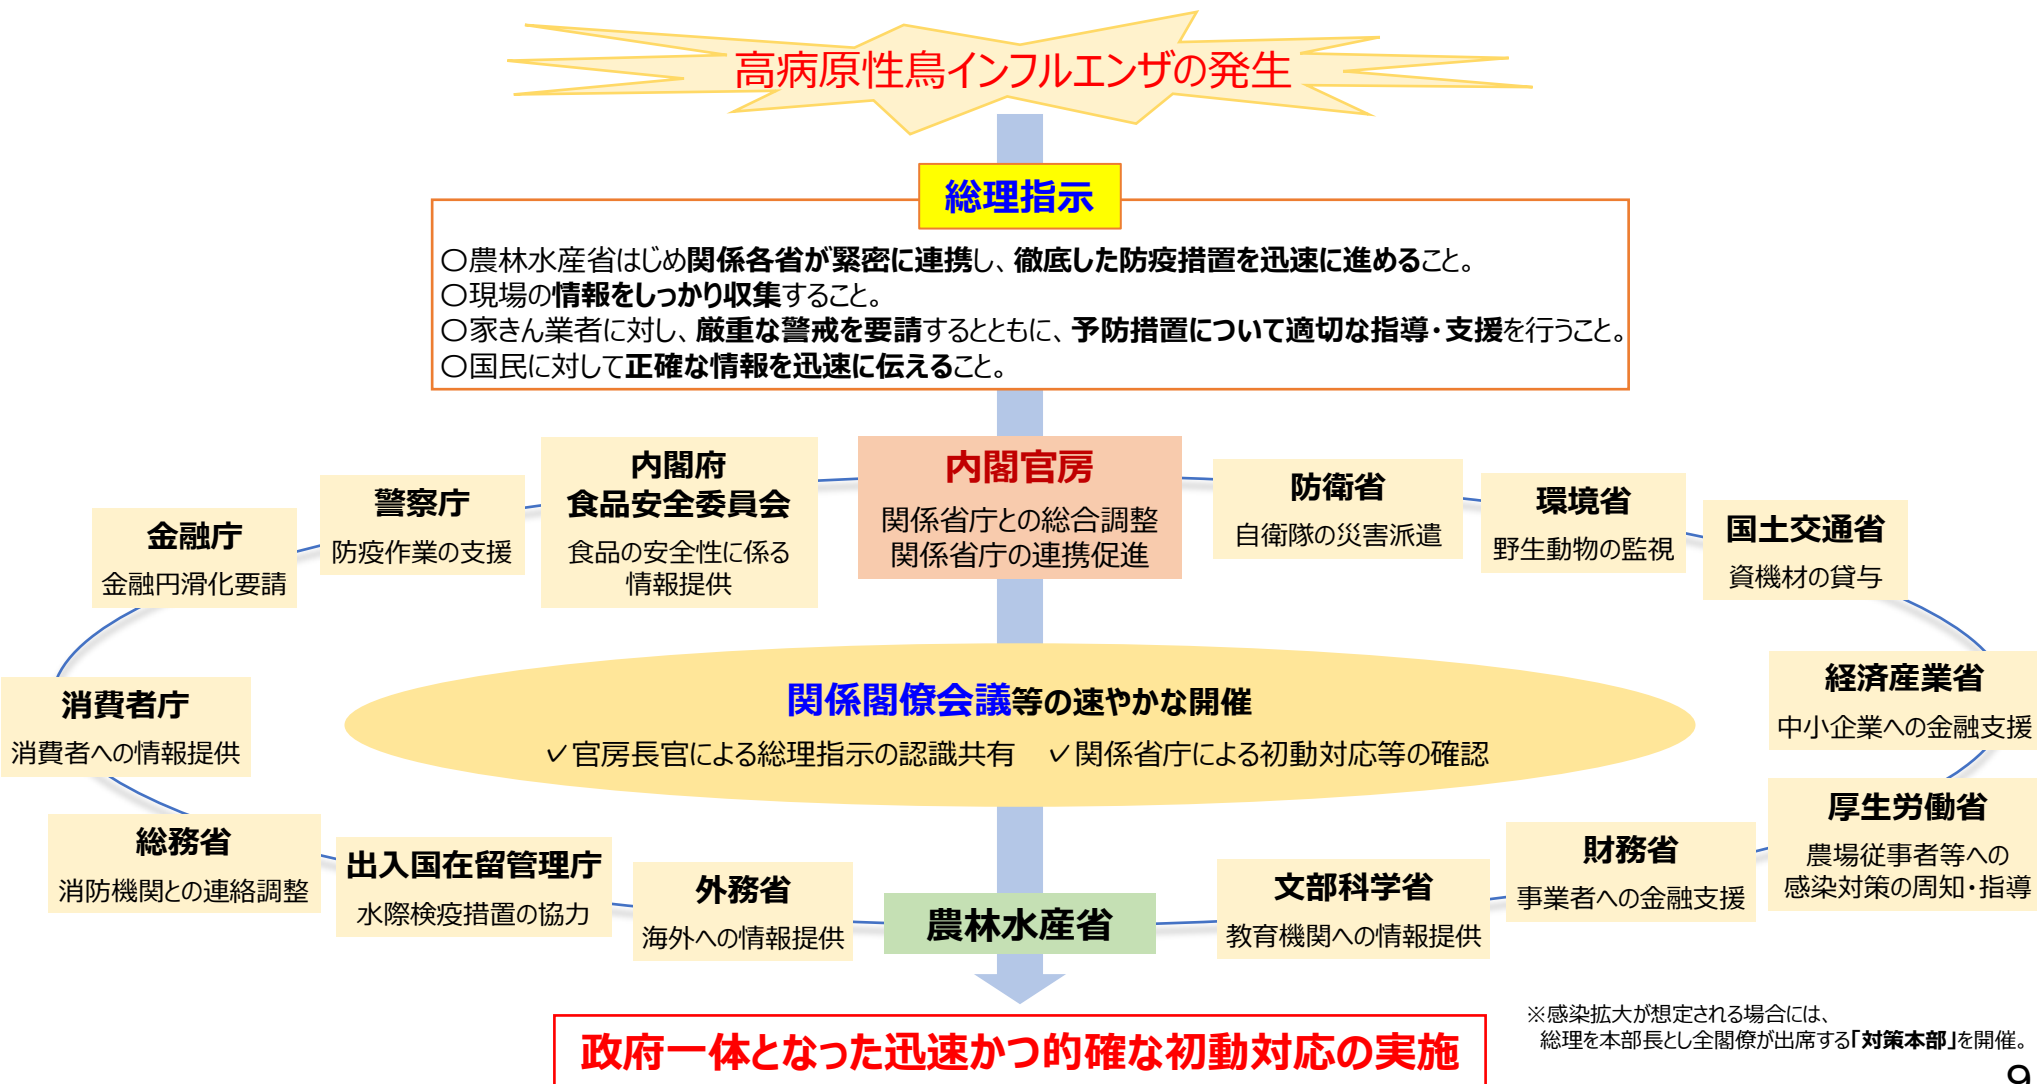 高病原性鳥インフルエンザの発生
総理指示
〇農林水産省はじめ関係各省が緊密に連携し、徹底した防疫措置を迅速に進めること。
〇現場の情報をしっかり収集すること。
〇家きん業者に対し、厳重な警戒を要請するとともに、予防措置について適切な指導・支援を行うこと。
〇国民に対して正確な情報を迅速に伝えること。
内閣官房
関係省庁との総合調整
関係省庁の連携促進
内閣府
食品安全委員会
食品の安全性に係る
情報提供
警察庁
防疫作業の支援
金融庁
金融円滑化要請
防衛省
自衛隊の災害派遣
環境省
野生動物の監視
国土交通省
資機材の貸与
消費者庁
消費者への情報提供
関係閣僚会議等の速やかな開催
✓官房長官による総理指示の認識共有 ✓関係省庁による初動対応等の確認
経済産業省
中小企業への金融支援
総務省
消防機関との連絡調整
出入国在留管理庁
水際検疫措置の協力
外務省
海外への情報提供
農林水産省
文部科学省
教育機関への情報提供
財務省
事業者への金融支援
厚生労働省
農場従事者等への
感染対策の周知・指導
政府一体となった迅速かつ的確な初動対応の実施
※感染拡大が想定される場合には、
総理を本部長とし全閣僚が出席する「対策本部」を開催。
9